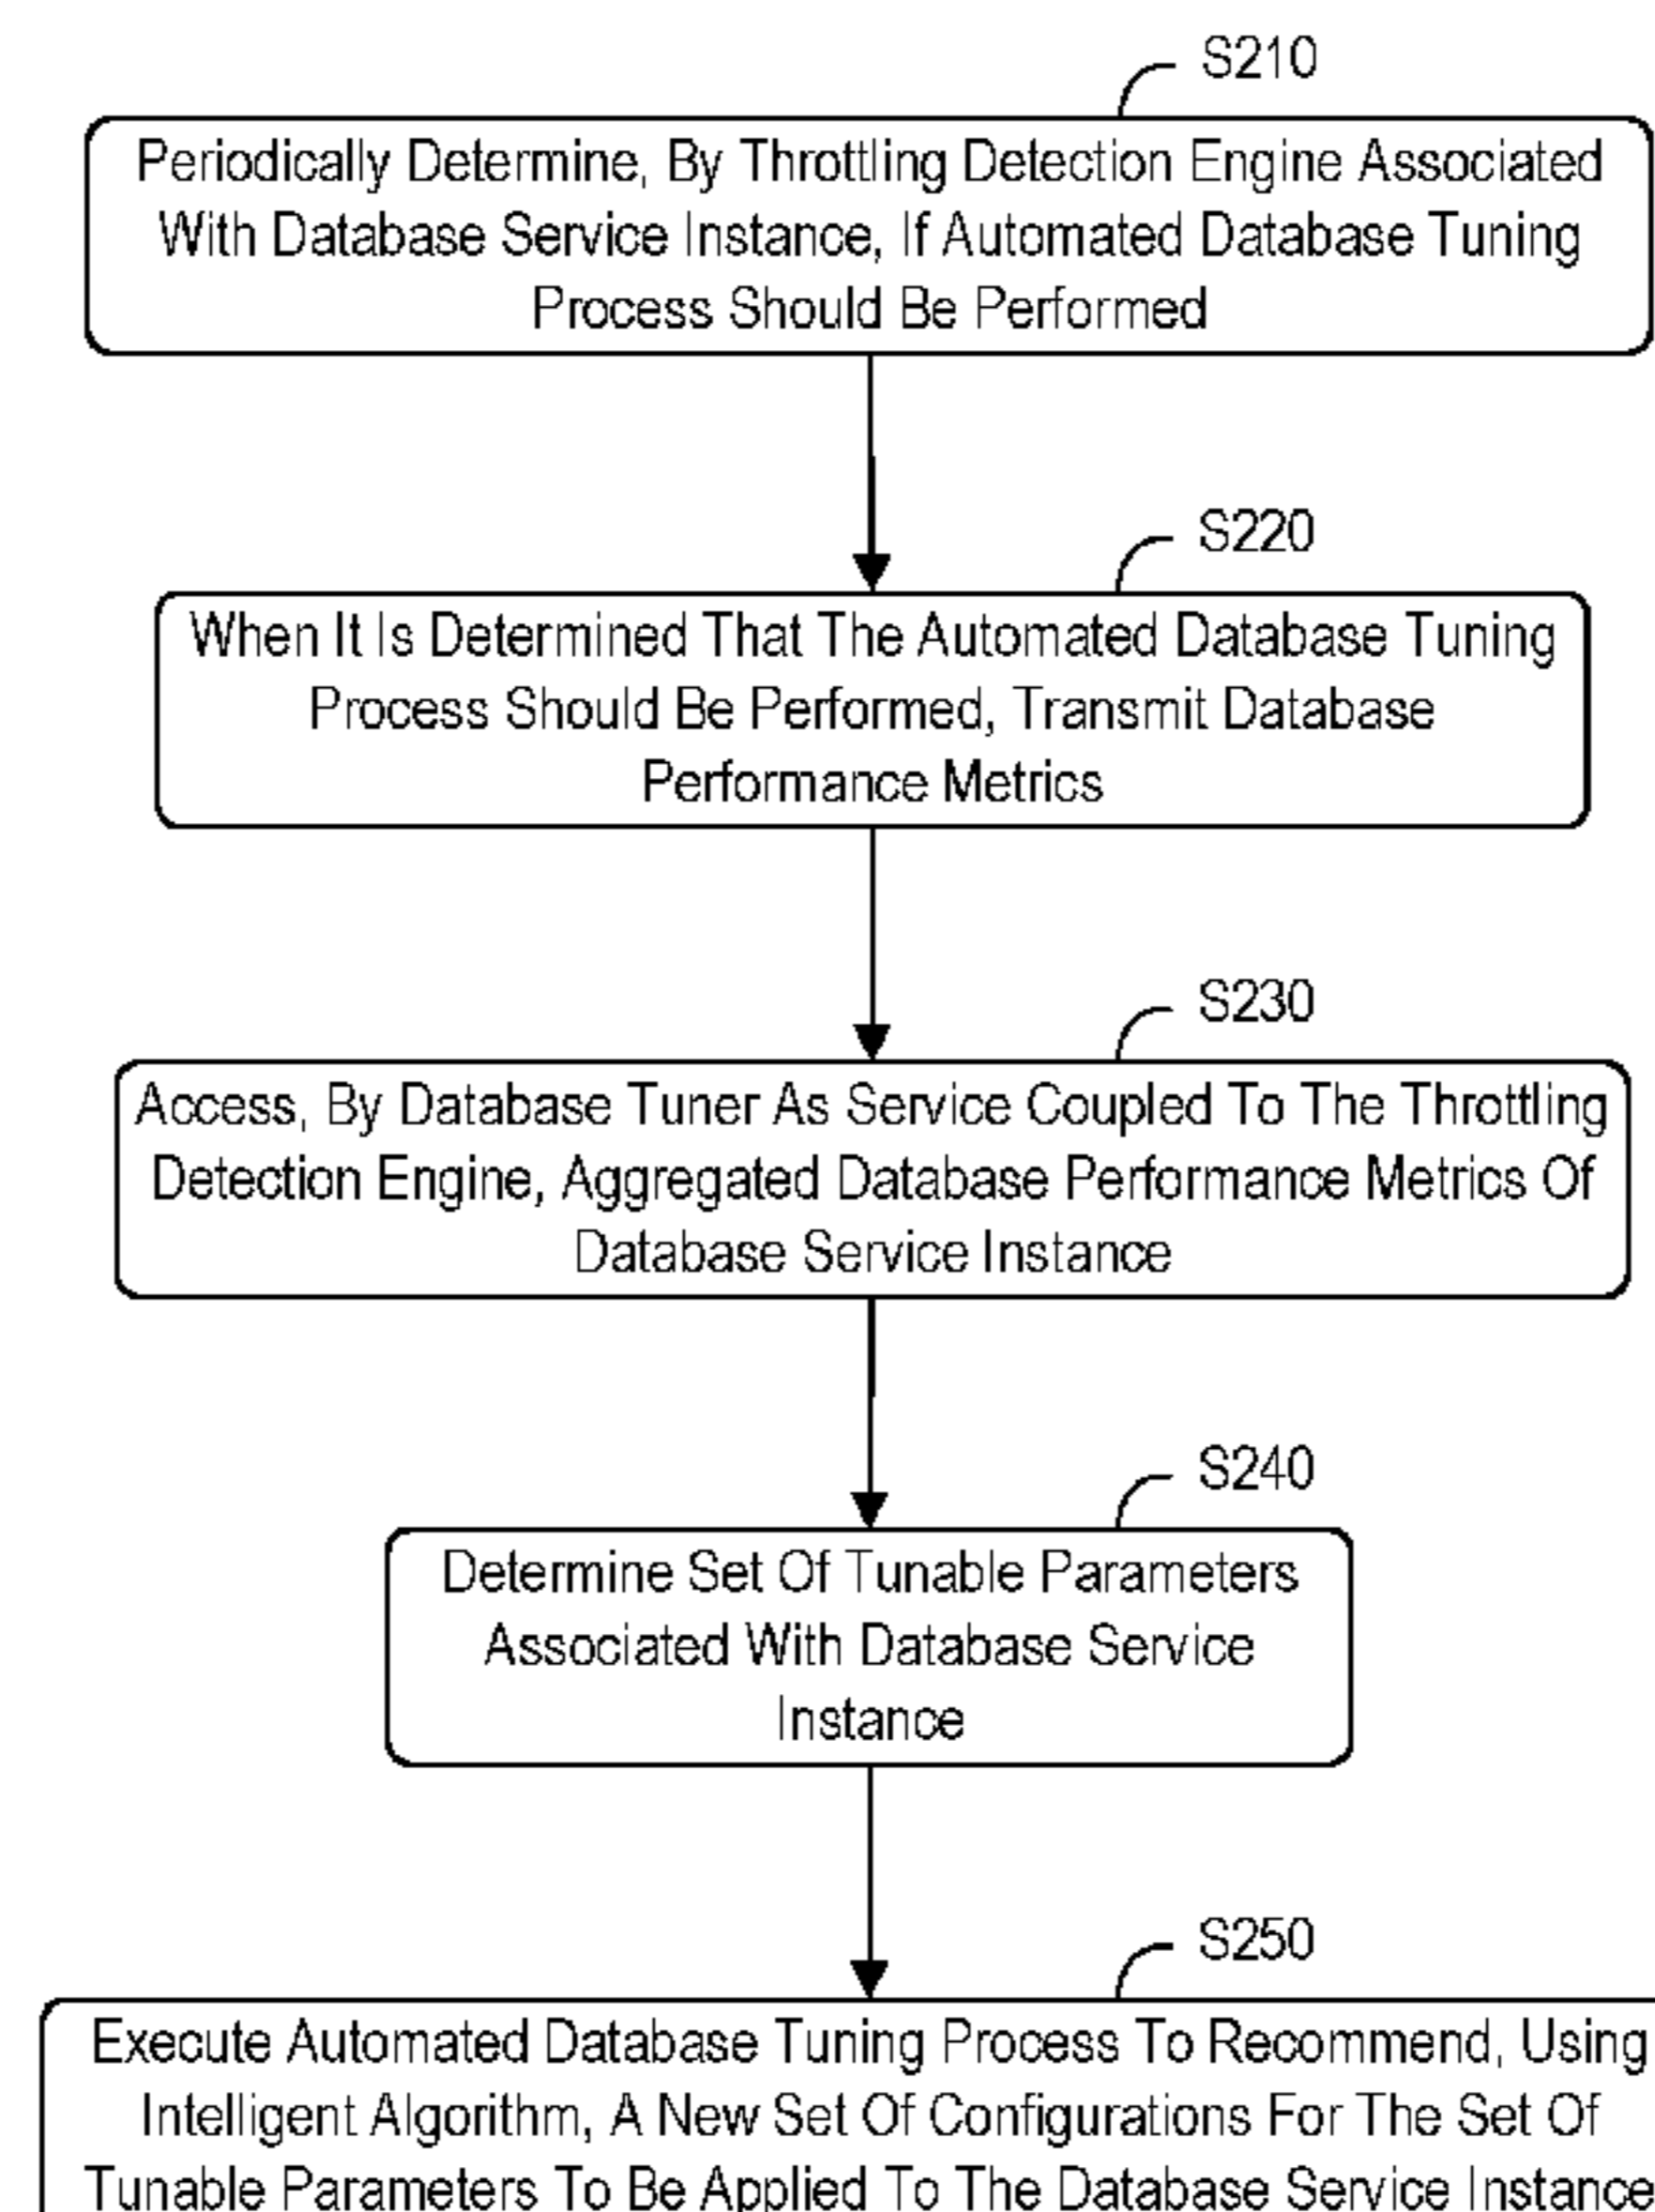 S210
Periodically Determine, By Throttling Detection Engine Associated
With Database Service Instance, If Automated Database Tuning
Process Should Be Performed
S220
When It Is Determined That The Automated Database Tuning
Process Should Be Performed, Transmit Database
Performance Metrics
S230
Access, By Database Tuner As Service Coupled To The Throttling
Detection Engine, Aggregated Database Performance Metrics Of
Database Service Instance
S240
Determine Set Of Tunable Parameters
Associated With Database Service
Instance
S250
Execute Automated Database Tuning Process To Recommend, Using
Intelligent Algorithm, A New Set Of Configurations For The Set Of
Tunable Parameters To Be Applied To The Database Service Instance